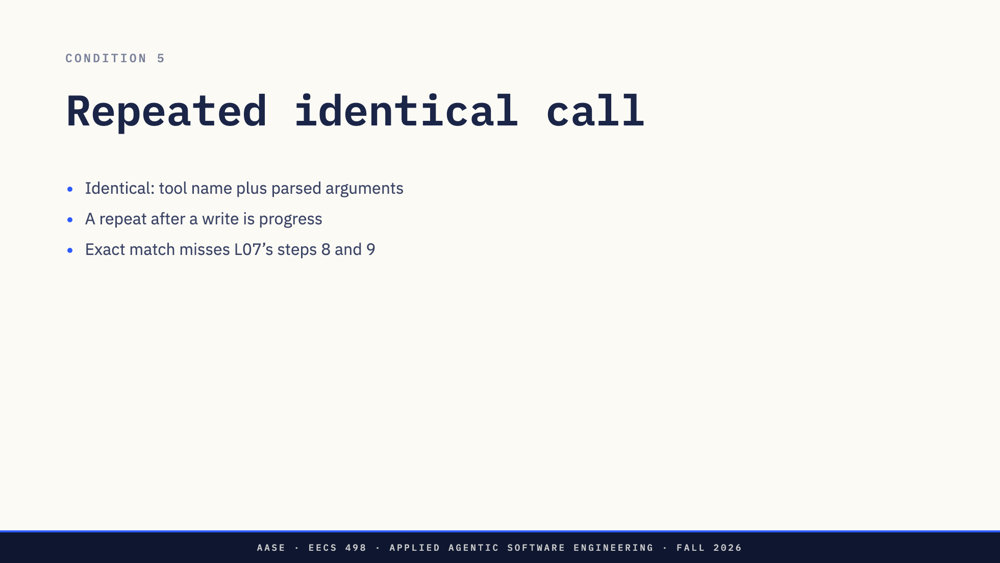 CONDITION 5
Repeated identical call
• Identical: tool name plus parsed arguments
• A repeat after a write is progress
• Exact match misses L07’s steps 8 and 9
AASE · EECS 498 · APPLIED AGENTIC SOFTWARE ENGINEERING · FALL 2026